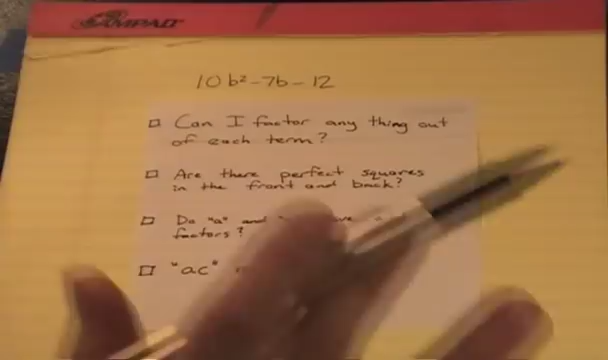 AMPAD
10b²-7b-12
□ Can I factor any thing out
of each term?
□ Are there perfect squares
in the front and back?
□ Do "a" and
factors?
□ "ac"